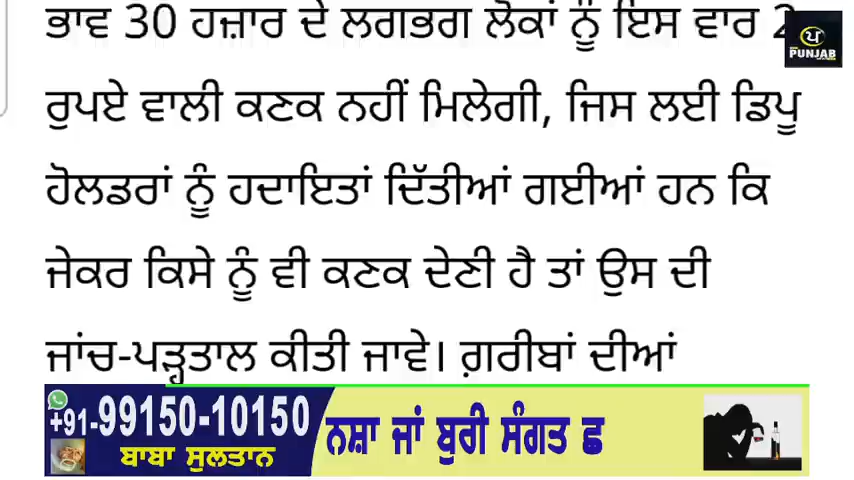 ਭਾਵ 30 ਹਜ਼ਾਰ ਦੇ ਲਗਭਗ ਲੋਕਾਂ ਨੂੰ ਇਸ ਵਾਰ 2
ਪ
PUNJAB
ਰੁਪਏ ਵਾਲੀ ਕਣਕ ਨਹੀਂ ਮਿਲੇਗੀ, ਜਿਸ ਲਈ ਡਿਪੂ
ਹੋਲਡਰਾਂ ਨੂੰ ਹਦਾਇਤਾਂ ਦਿੱਤੀਆਂ ਗਈਆਂ ਹਨ ਕਿ
ਜੇਕਰ ਕਿਸੇ ਨੂੰ ਵੀ ਕਣਕ ਦੇਣੀ ਹੈ ਤਾਂ ਉਸ ਦੀ
ਜਾਂਚ-ਪੜ੍ਹਤਾਲ ਕੀਤੀ ਜਾਵੇ। ਗ਼ਰੀਬਾਂ ਦੀਆਂ
+91-99150-10150
ਬਾਬਾ ਸੁਲਤਾਨ
ਨਸ਼ਾ ਜਾਂ ਬੁਰੀ ਸੰਗਤ ਛ